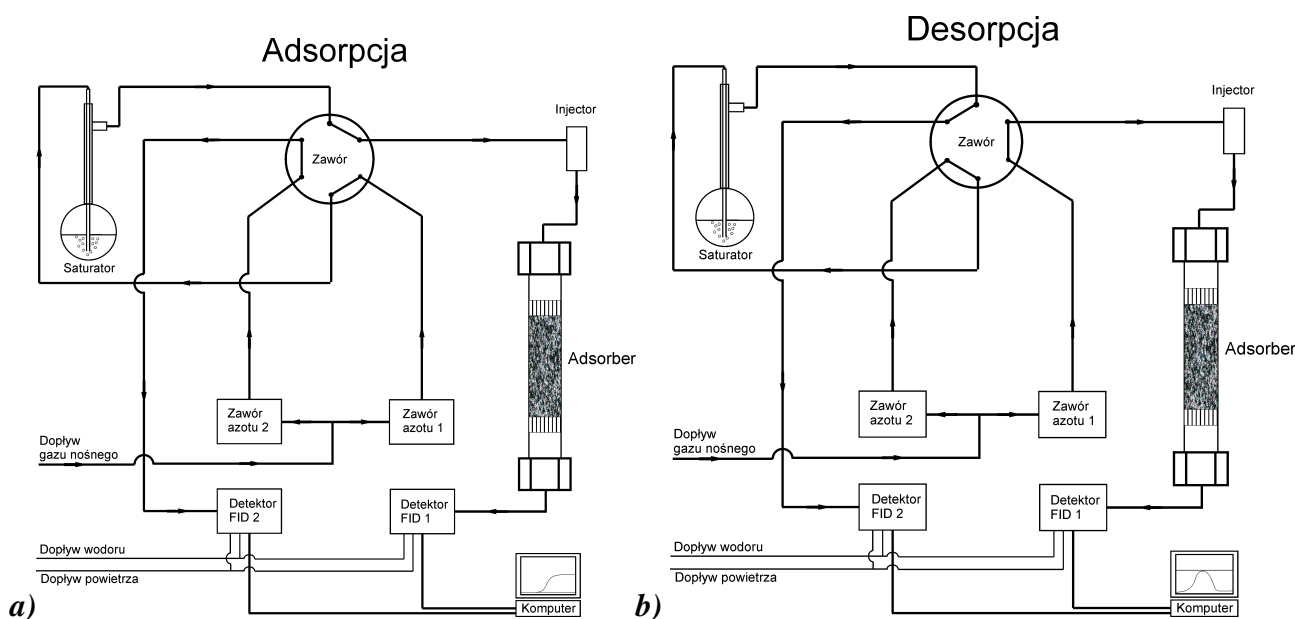 Adsorpcja
Injector
Zawór
Saturator
Adsorber
Zawór
azotu 2
Zawór
azotu 1
Dopływ
gazu nośnego
Detektor
FID 2
Detektor
FID 1
Dopływ wodoru
Dopływ powietrza
Komputer
a)
Desorpcja
Injector
Zawór
Saturator
Adsorber
Zawór
azotu 2
Zawór
azotu 1
Dopływ
gazu nośnego
Detektor
FID 2
Detektor
FID 1
Dopływ wodoru
Dopływ powietrza
Komputer
b)